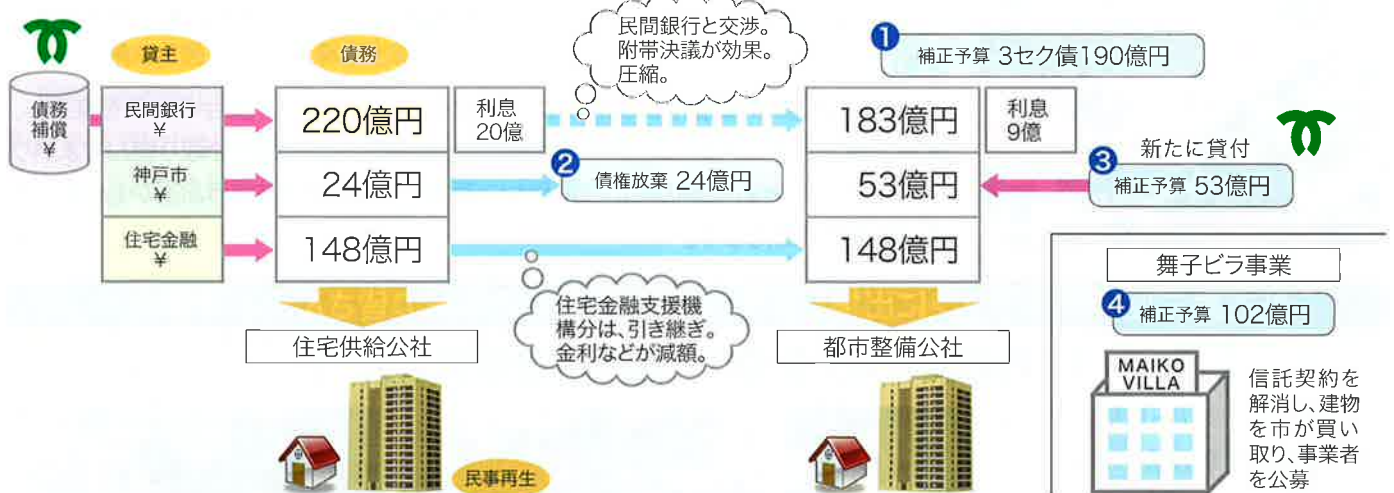 民間銀行と交渉。
附帯決議が効果。
圧縮。
1
補正予算 3セク債190億円
貸主
債務
債務
補償
¥
民間銀行
¥
220億円
利息
20億
183億円
利息
9億
神戸市
¥
24億円
2
債権放棄 24億円
53億円
新たに貸付
3
補正予算 53億円
住宅金融
¥
148億円
148億円
住宅金融支援機
構分は、引き継ぎ。
金利などが減額。
住宅供給公社
都市整備公社
民事再生
舞子ビラ事業
4
補正予算 102億円
MAIKO
VILLA
信託契約を
解消し、建物
を市が買い
取り、事業者
を公募